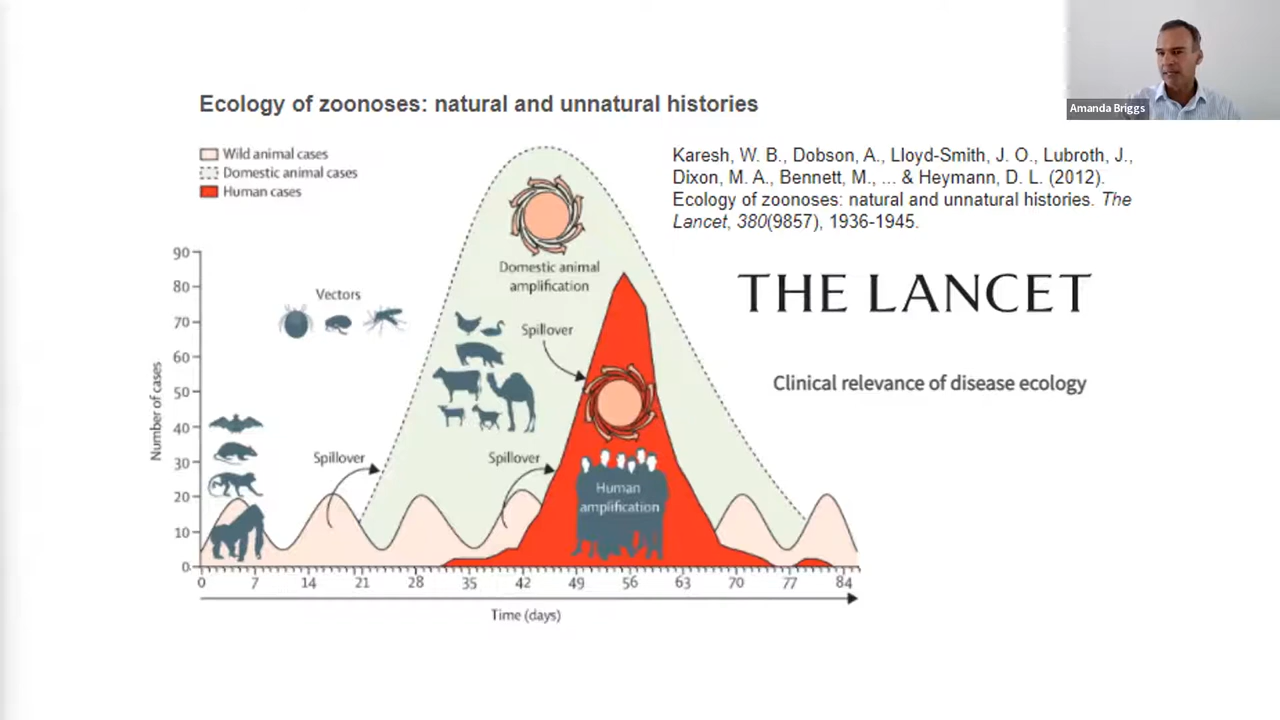 Amanda Briggs
Ecology of zoonoses: natural and unnatural histories
Wild animal cases
Domestic animal cases
Human cases
Karesh, W. B., Dobson, A., Lloyd-Smith, J. O., Lubroth, J.,
Dixon, M. A., Bennett, M., ... & Heymann, D. L. (2012).
Ecology of zoonoses: natural and unnatural histories. The
Lancet, 380(9857), 1936-1945.
THE LANCET
Clinical relevance of disease ecology
Number of cases
90
80
70
60
50
40
30
20
10
0
Vectors
Domestic animal
amplification
Spillover
Spillover
Spillover
Human
amplification
0 7 14 21 28 35 42 49 56 63 70 77 84
Time (days)